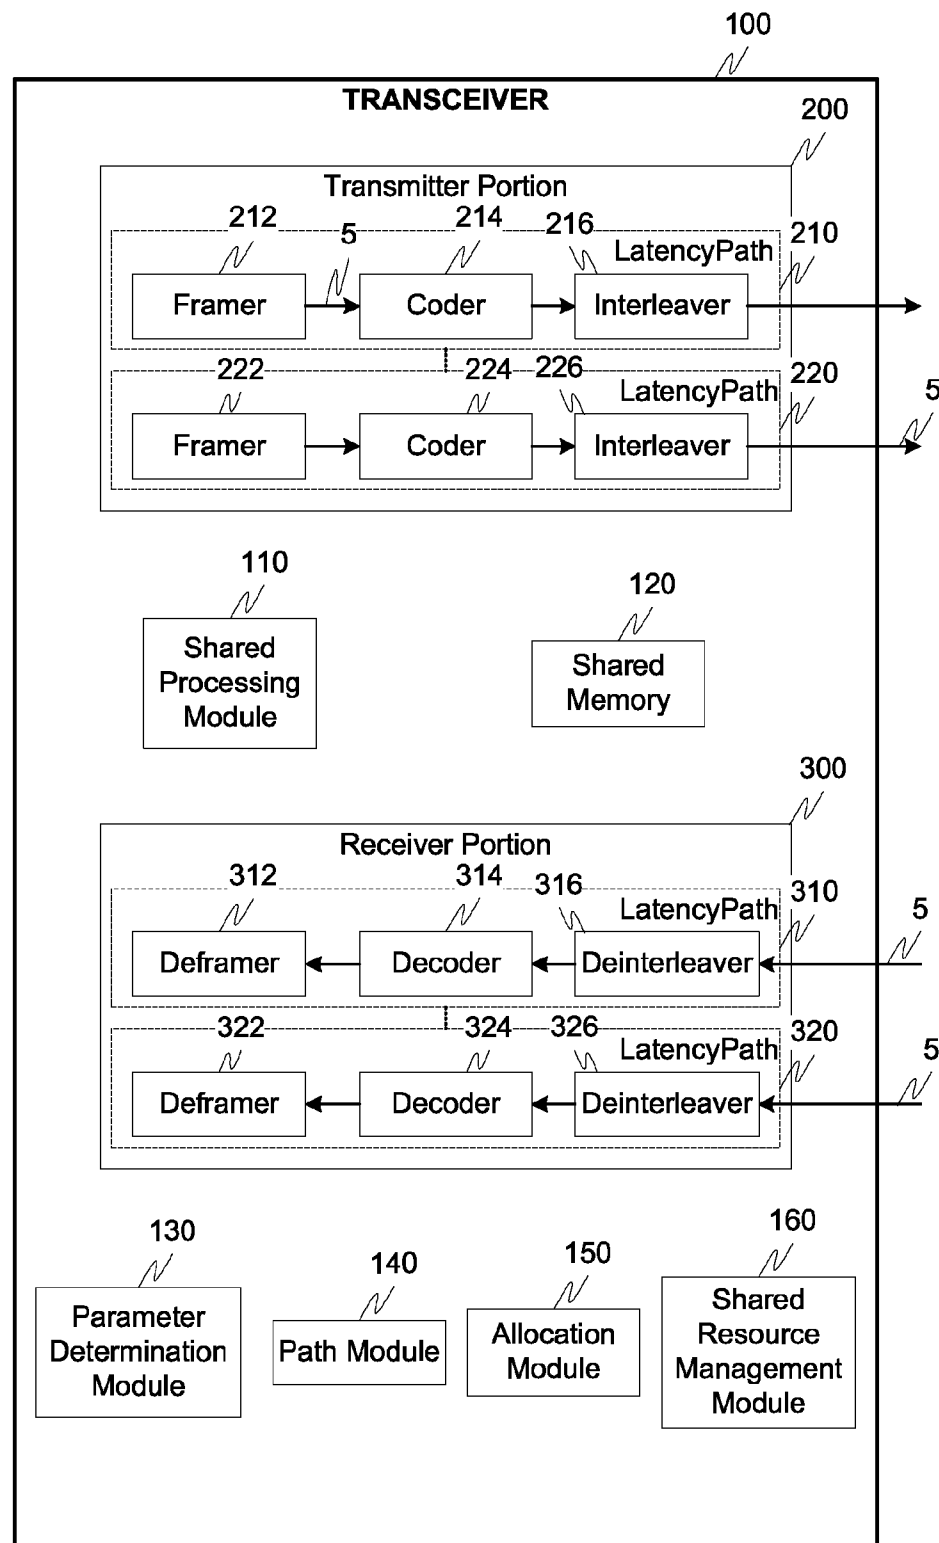 100
TRANSCEIVER
200
Transmitter Portion
212
5
214
216
LatencyPath
210
Framer
Coder
Interleaver
222
224
226
LatencyPath
220
5
Framer
Coder
Interleaver
110
Shared
Processing
Module
120
Shared
Memory
300
Receiver Portion
312
314
316
LatencyPath
310
5
Deframer
Decoder
Deinterleaver
322
324
326
LatencyPath
320
5
Deframer
Decoder
Deinterleaver
130
Parameter
Determination
Module
140
Path Module
150
Allocation
Module
160
Shared
Resource
Management
Module